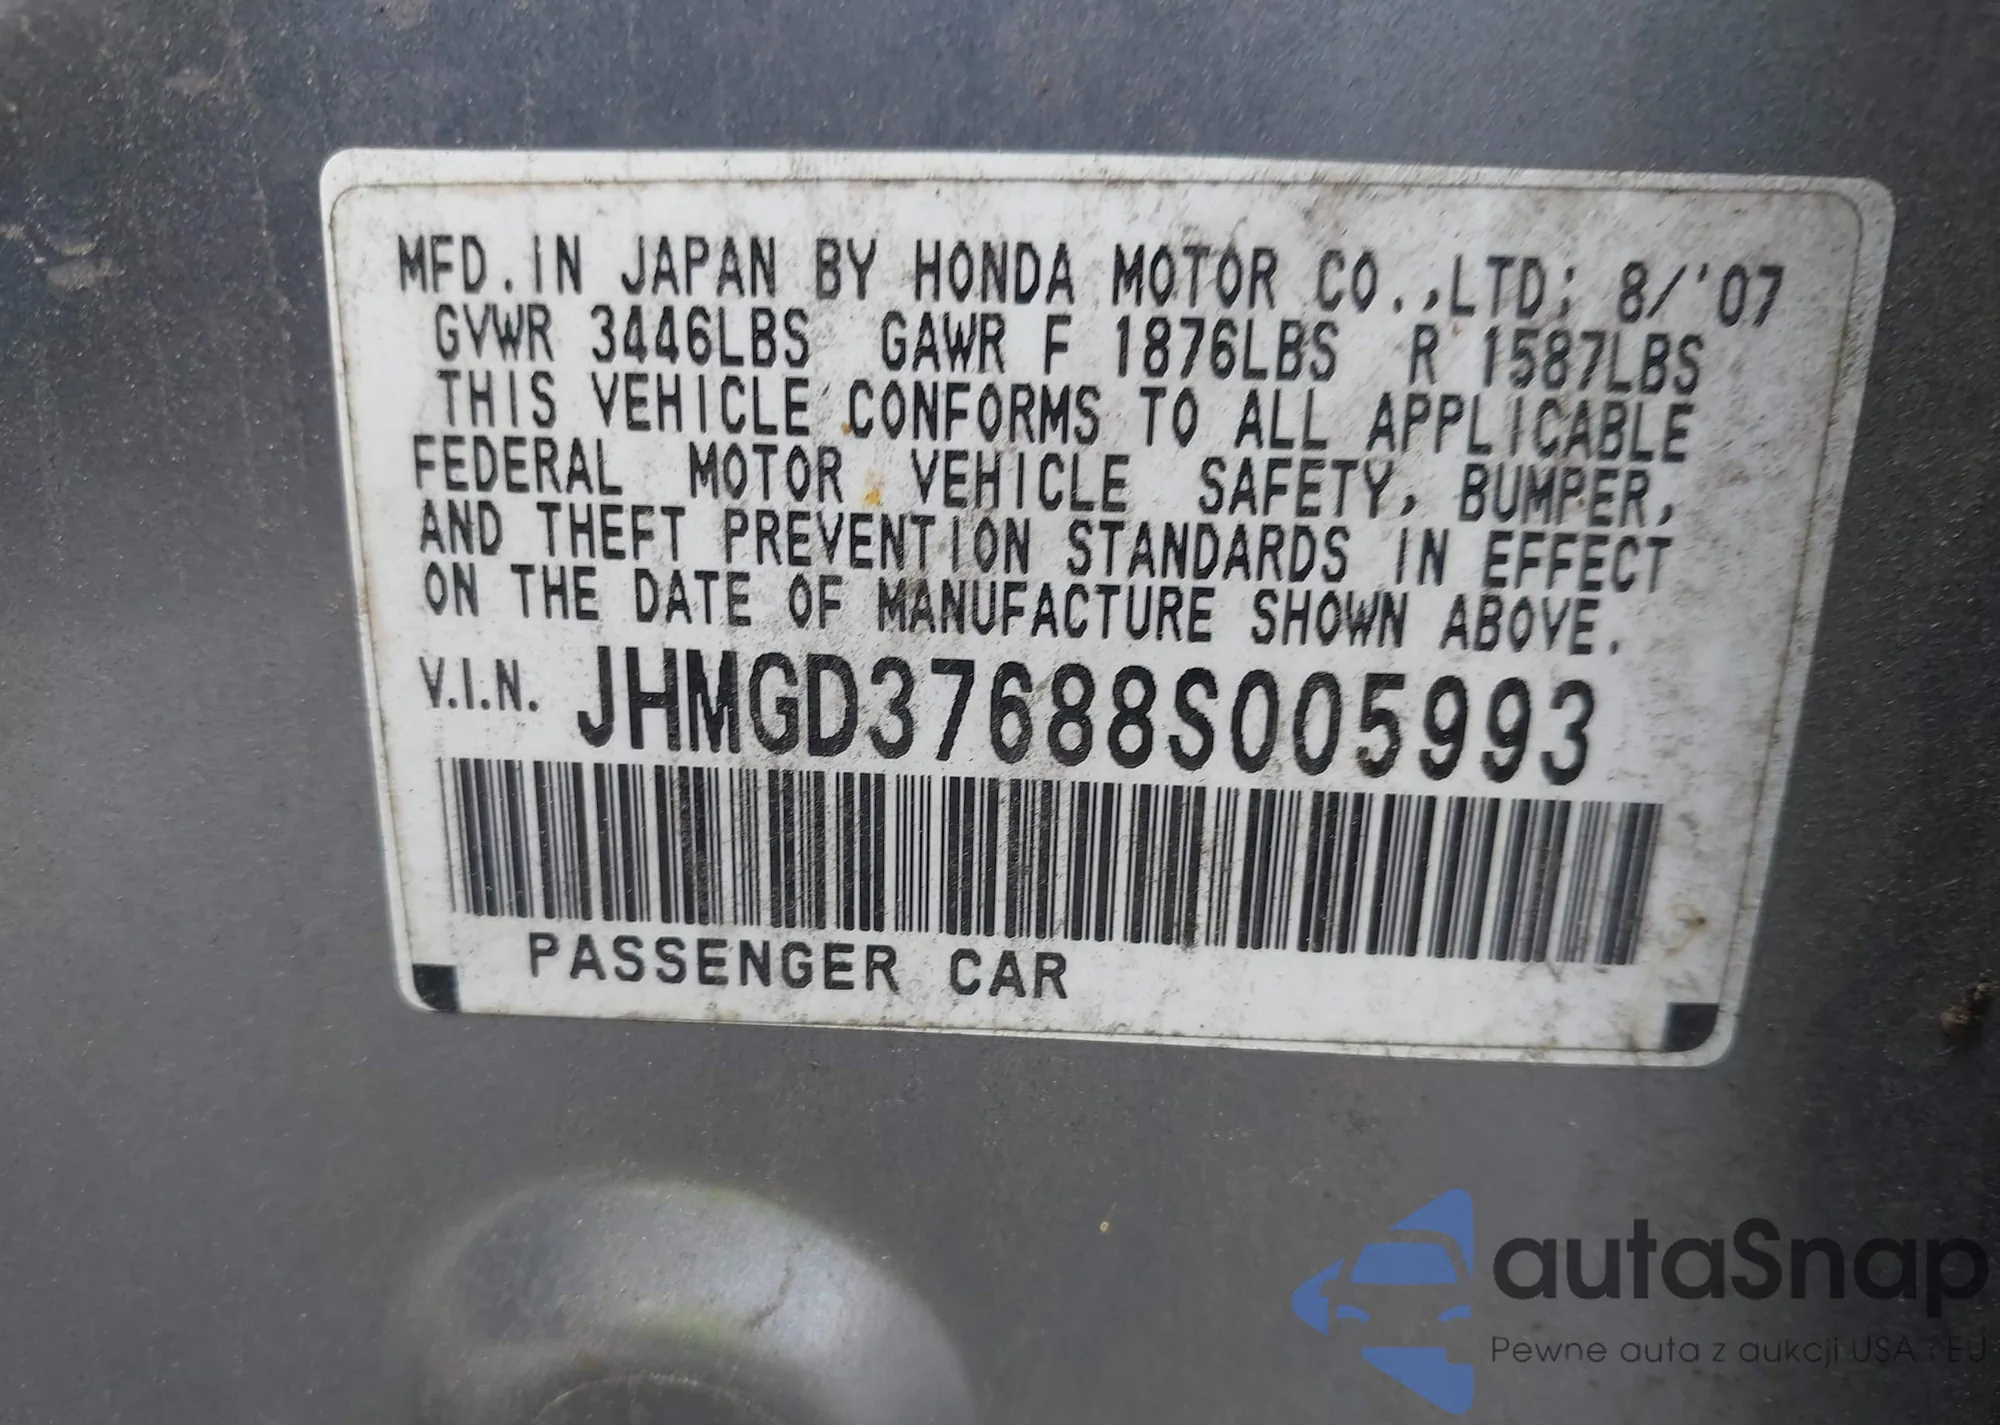 MFD. IN JAPAN BY HONDA MOTOR CO.,LTD; 8/'07
GVWR 3446LBS GAWR F 1876LBS R 1587LBS
THIS VEHICLE CONFORMS TO ALL APPLICABLE
FEDERAL MOTOR VEHICLE SAFETY, BUMPER,
AND THEFT PREVENTION STANDARDS IN EFFECT
ON THE DATE OF MANUFACTURE SHOWN ABOVE.
V.I.N. JHMGD37688S005993
PASSENGER CAR
autaSnap
Pewne auta z aukcji USA i EU